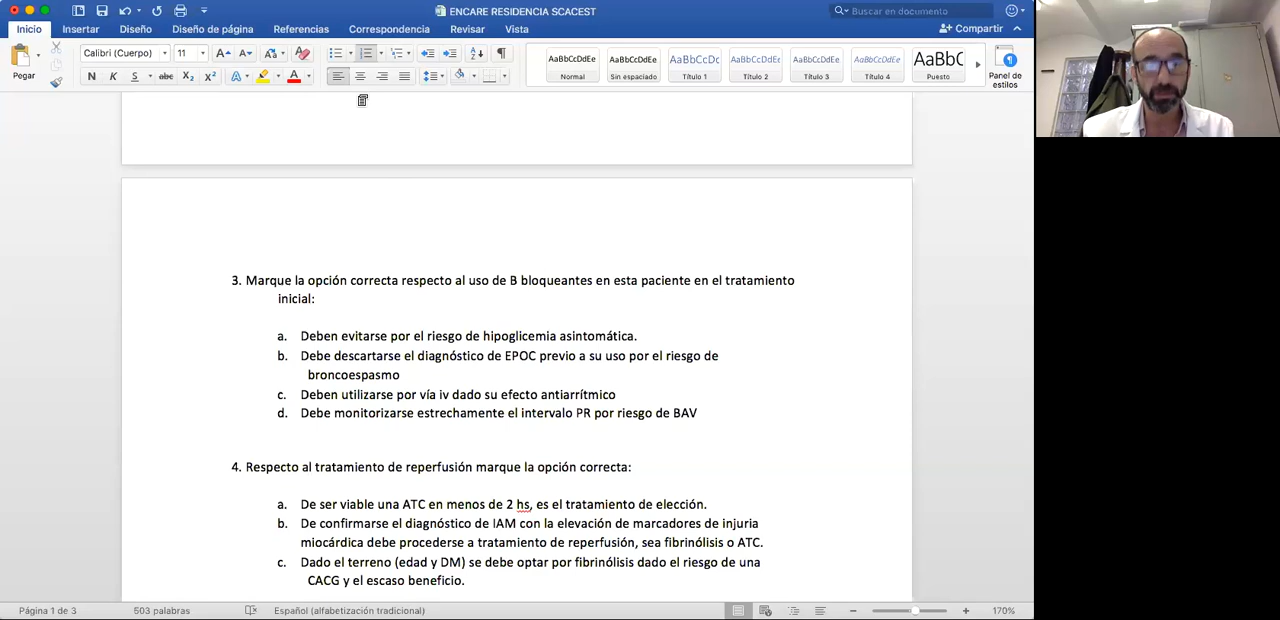 ENCARE RESIDENCIA SCACEST
Buscar en documento
Inicio Insertar Diseño Diseño de página Referencias Correspondencia Revisar Vista Compartir
Pegar
Calibri (Cuerpo) 11
N K S abc X₂ X² A A
AaBbCcDdEe AaBbCcDdEe AaBbCcDc AaBbCcDdEe AaBbCcDdEe AaBbCcDdEe AaBbC
Normal Sin espaciado Título 1 Título 2 Título 3 Título 4 Puesto
Panel de
estilos
3. Marque la opción correcta respecto al uso de B bloqueantes en esta paciente en el tratamiento
inicial:
a. Deben evitarse por el riesgo de hipoglicemia asintomática.
b. Debe descartarse el diagnóstico de EPOC previo a su uso por el riesgo de
broncoespasmo
c. Deben utilizarse por vía iv dado su efecto antiarrítmico
d. Debe monitorizarse estrechamente el intervalo PR por riesgo de BAV
4. Respecto al tratamiento de reperfusión marque la opción correcta:
a. De ser viable una ATC en menos de 2 hs, es el tratamiento de elección.
b. De confirmarse el diagnóstico de IAM con la elevación de marcadores de injuria
miocárdica debe procederse a tratamiento de reperfusión, sea fibrinólisis o ATC.
c. Dado el terreno (edad y DM) se debe optar por fibrinólisis dado el riesgo de una
CACG y el escaso beneficio.
Página 1 de 3 503 palabras Español (alfabetización tradicional) 170%